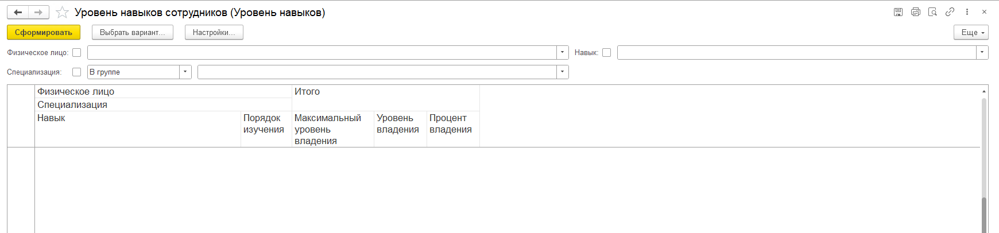 Уровень навыков сотрудников (Уровень навыков)
Сформировать Выбрать вариант... Настройки... Еще
Физическое лицо: Навык:
Специализация: В группе
Физическое лицо Итого
Специализация
Навык Порядок изучения Максимальный уровень владения Уровень владения Процент владения